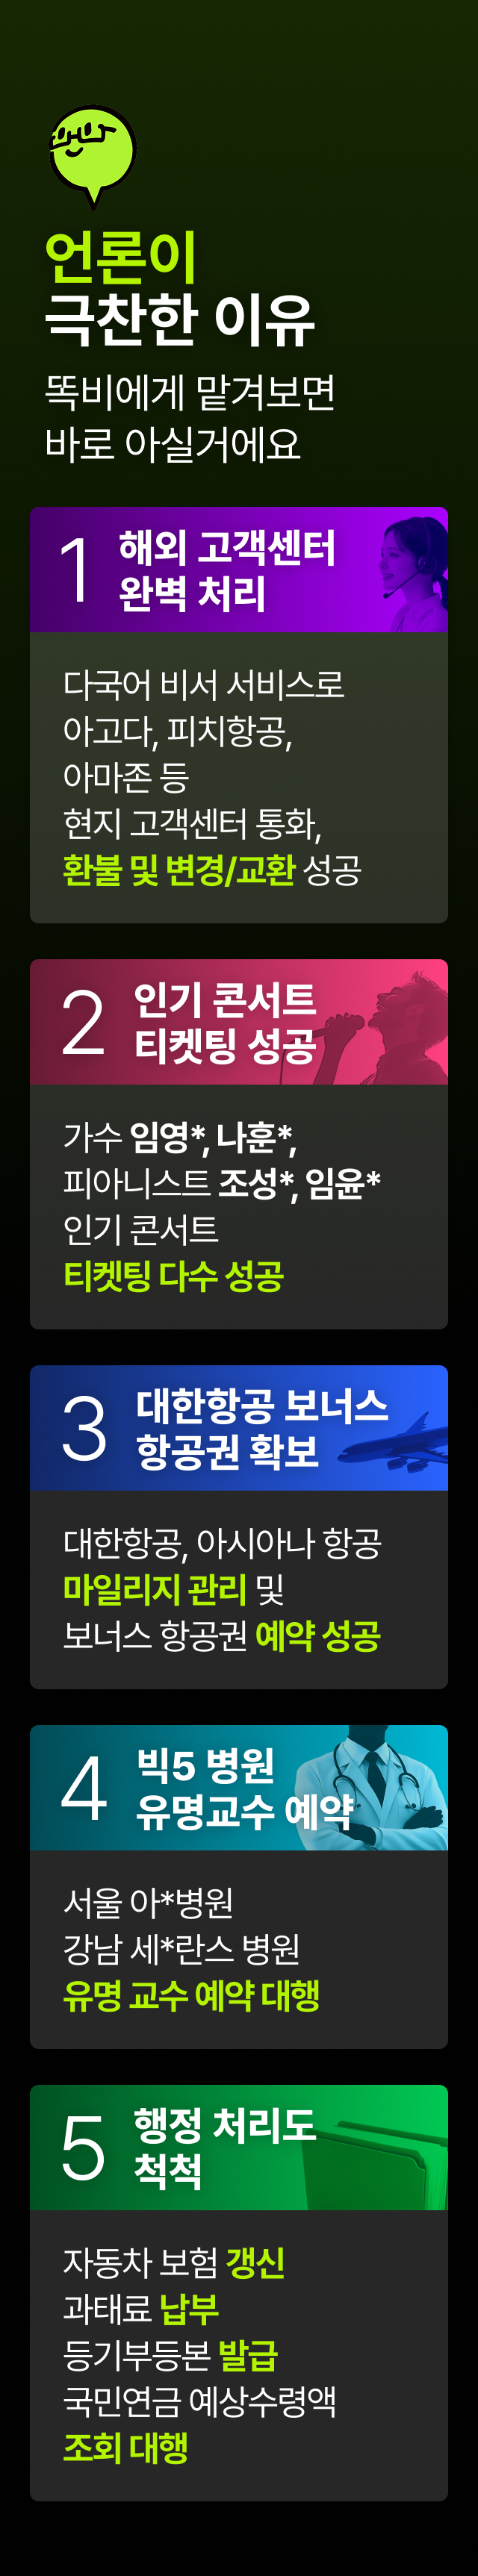 언론이
극찬한 이유
똑비에게 맡겨보면
바로 아실거에요
1
해외 고객센터
완벽 처리
다국어 비서 서비스로
아고다, 피치항공,
아마존 등
현지 고객센터 통화,
환불 및 변경/교환 성공
2
인기 콘서트
티켓팅 성공
가수 임영*, 나훈*,
피아니스트 조성*, 임윤*
인기 콘서트
티켓팅 다수 성공
3
대한항공 보너스
항공권 확보
대한항공, 아시아나 항공
마일리지 관리 및
보너스 항공권 예약 성공
4
빅5 병원
유명교수 예약
서울 아*병원
강남 세*란스 병원
유명 교수 예약 대행
5
행정 처리도
척척
자동차 보험 갱신
과태료 납부
등기부등본 발급
국민연금 예상수령액
조회 대행